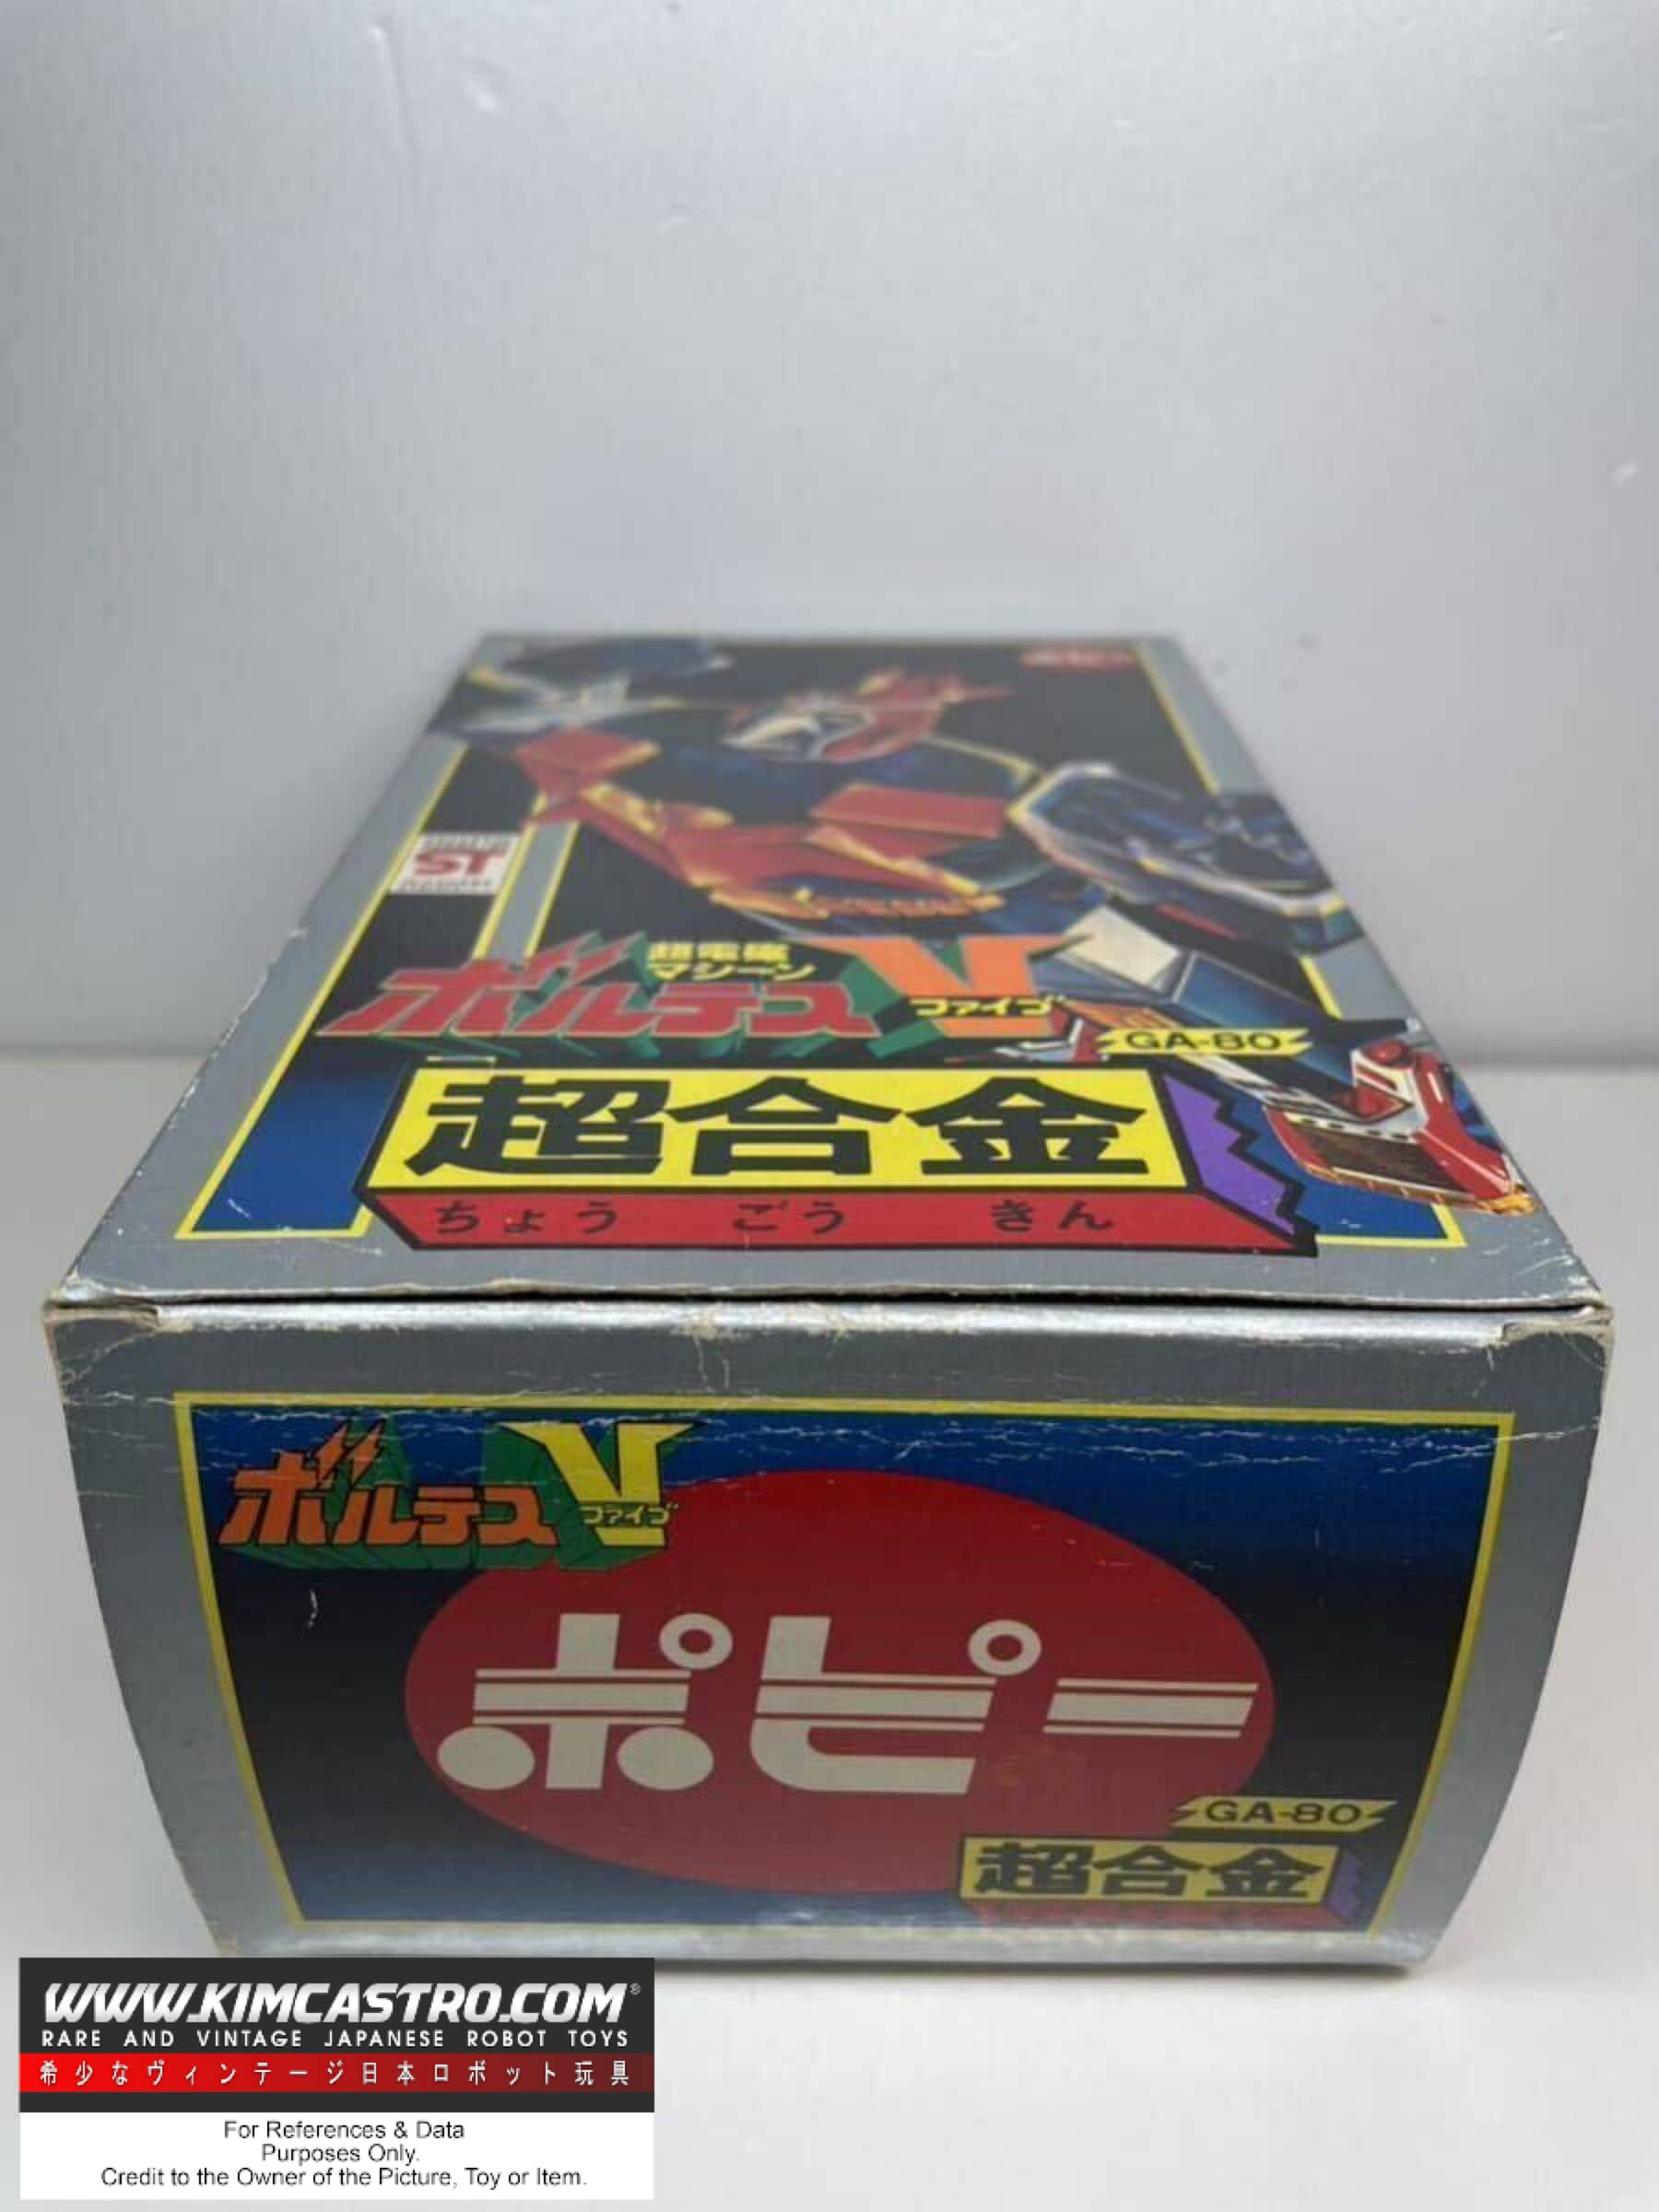 ST
超電磁
マシーン
ボルテスV
ファイブ
GA-80
超合金
ちょう ごう きん
ボルテスV
ファイブ
ポピー
GA-80
超合金
WWW.KIMCASTRO.COM®
RARE AND VINTAGE JAPANESE ROBOT TOYS
希少なヴィンテージ日本ロボット玩具
For References & Data
Purposes Only.
Credit to the Owner of the Picture, Toy or Item.